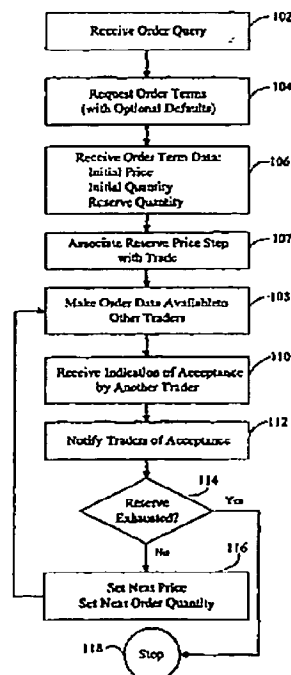 102
Receive Order Query
104
Request Order Terms
(with Optional Defaults)
106
Receive Order Term Data:
Initial Price
Initial Quantity
Reserve Quantity
107
Associate Reserve Price Step
with Trade
103
Make Order Data Available to
Other Traders
110
Receive Indication of Acceptance
by Another Trader
112
Notify Traders of Acceptance
114
Reserve
Exhausted?
Yes
No
116
Set Next Price
Set Next Order Quantity
118
Stop